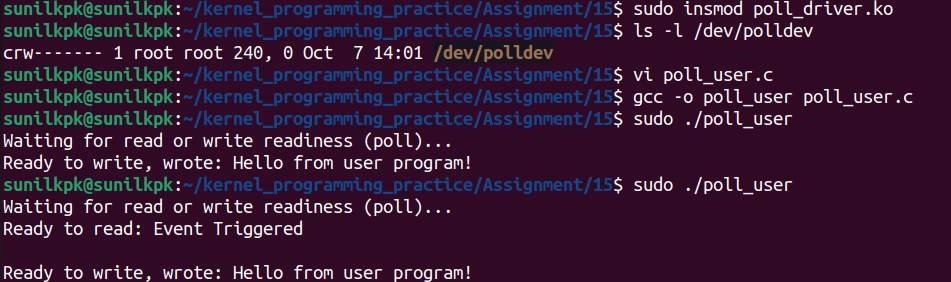 sunilkpk@sunilkpk:~/kernel_programming_practice/Assignment/15$ sudo insmod poll_driver.ko
sunilkpk@sunilkpk:~/kernel_programming_practice/Assignment/15$ ls -l /dev/polldev
crw------- 1 root root 240, 0 Oct  7 14:01 /dev/polldev
sunilkpk@sunilkpk:~/kernel_programming_practice/Assignment/15$ vi poll_user.c
sunilkpk@sunilkpk:~/kernel_programming_practice/Assignment/15$ gcc -o poll_user poll_user.c
sunilkpk@sunilkpk:~/kernel_programming_practice/Assignment/15$ sudo ./poll_user
Waiting for read or write readiness (poll)...
Ready to write, wrote: Hello from user program!
sunilkpk@sunilkpk:~/kernel_programming_practice/Assignment/15$ sudo ./poll_user
Waiting for read or write readiness (poll)...
Ready to read: Event Triggered
Ready to write, wrote: Hello from user program!